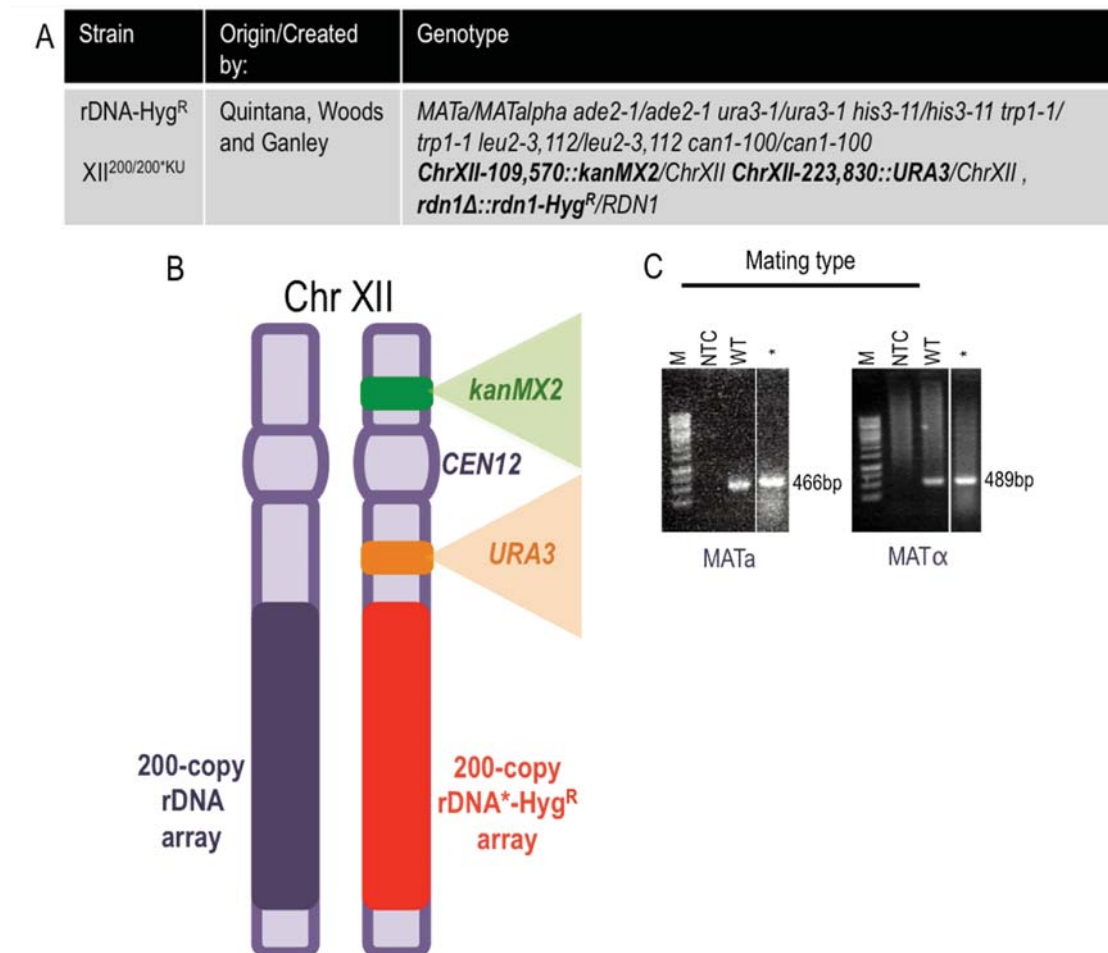 A
Strain
Origin/Created
by:
Genotype
rDNA-Hygᴿ
XII²⁰⁰/²⁰⁰*ᴷᵁ
Quintana, Woods
and Ganley
MATa/MATalpha ade2-1/ade2-1 ura3-1/ura3-1 his3-11/his3-11 trp1-1/
trp1-1 leu2-3,112/leu2-3,112 can1-100/can1-100
ChrXII-109,570::kanMX2/ChrXII ChrXII-223,830::URA3/ChrXII ,
rdn1Δ::rdn1-Hygᴿ/RDN1
B
Chr XII
kanMX2
CEN12
URA3
200-copy
rDNA
array
200-copy
rDNA*-Hygᴿ
array
C
Mating type
M
NTC
WT
*
466bp
MATa
M
NTC
WT
*
489bp
MATα